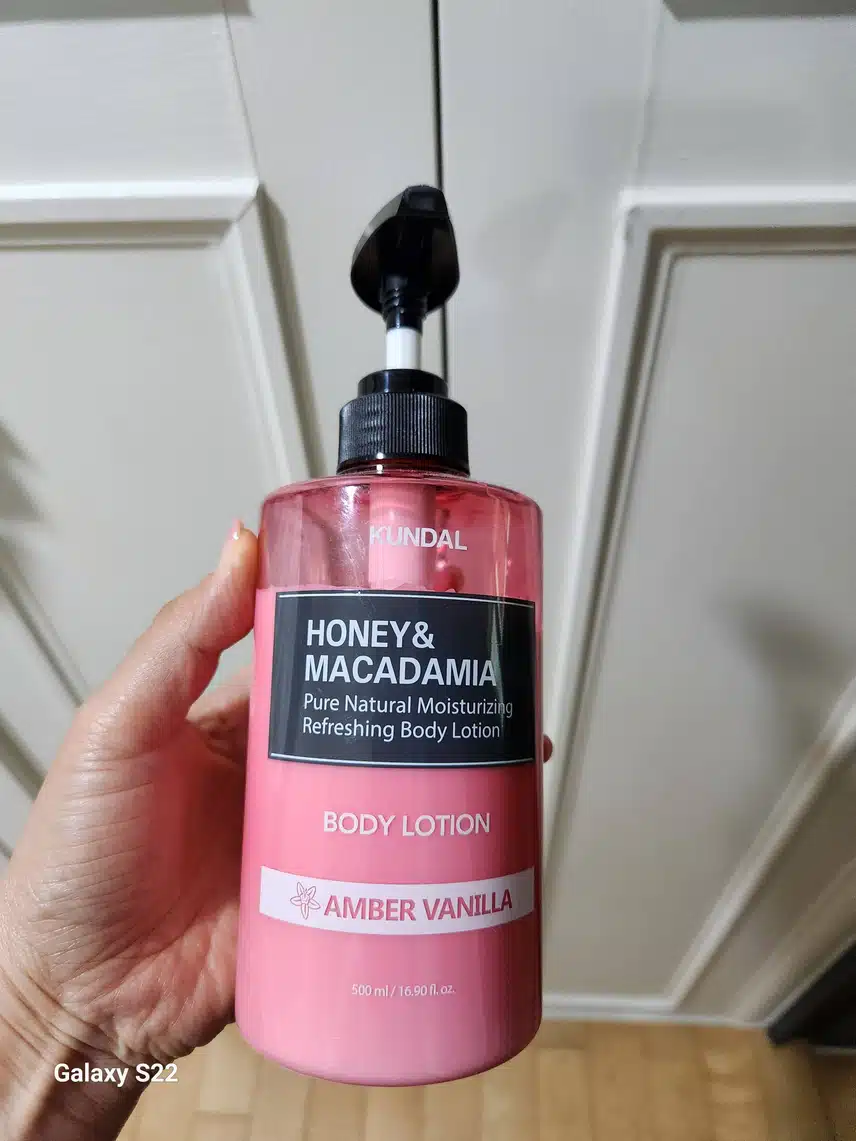 KUNDAL
HONEY&
MACADAMIA
Pure Natural Moisturizing
Refreshing Body Lotion
BODY LOTION
AMBER VANILLA
500 ml / 16.90 fl. oz.
Galaxy S22